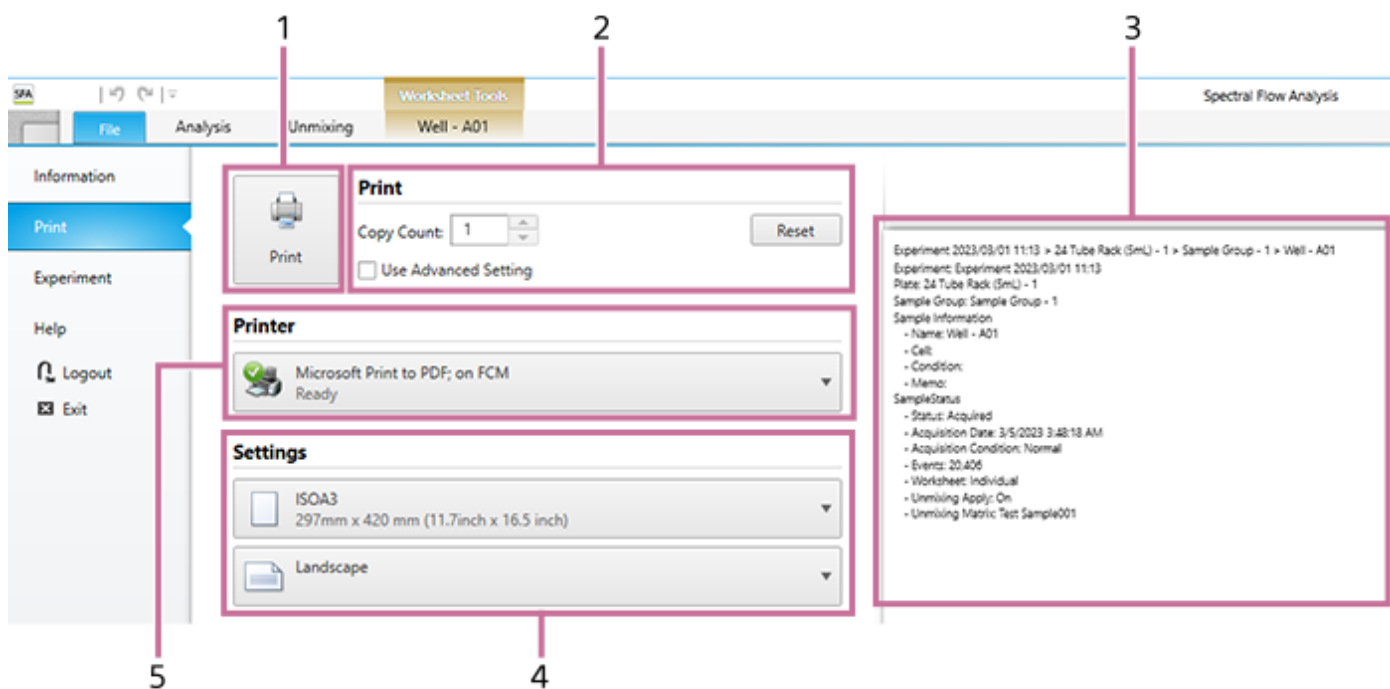 1
2
3
SFA
Worksheet Tools
Spectral Flow Analysis
File
Analysis
Unmixing
Well - A01
Information
Print
Experiment
Help
Logout
Exit
Print
Print
Copy Count: 1
Reset
Use Advanced Setting
Printer
Microsoft Print to PDF; on FCM
Ready
Settings
ISOA3
297mm x 420 mm (11.7inch x 16.5 inch)
Landscape
Experiment 2023/03/01 11:13 > 24 Tube Rack (5mL) - 1 > Sample Group - 1 > Well - A01
Experiment: Experiment 2023/03/01 11:13
Plate: 24 Tube Rack (5mL) - 1
Sample Group: Sample Group - 1
Sample Information
- Name: Well - A01
- Cell:
- Condition:
- Memo:
SampleStatus
- Status: Acquired
- Acquisition Date: 3/5/2023 3:48:18 AM
- Acquisition Condition: Normal
- Events: 20,406
- Worksheet: Individual
- Unmixing Apply: On
- Unmixing Matrix: Test Sample001
5
4